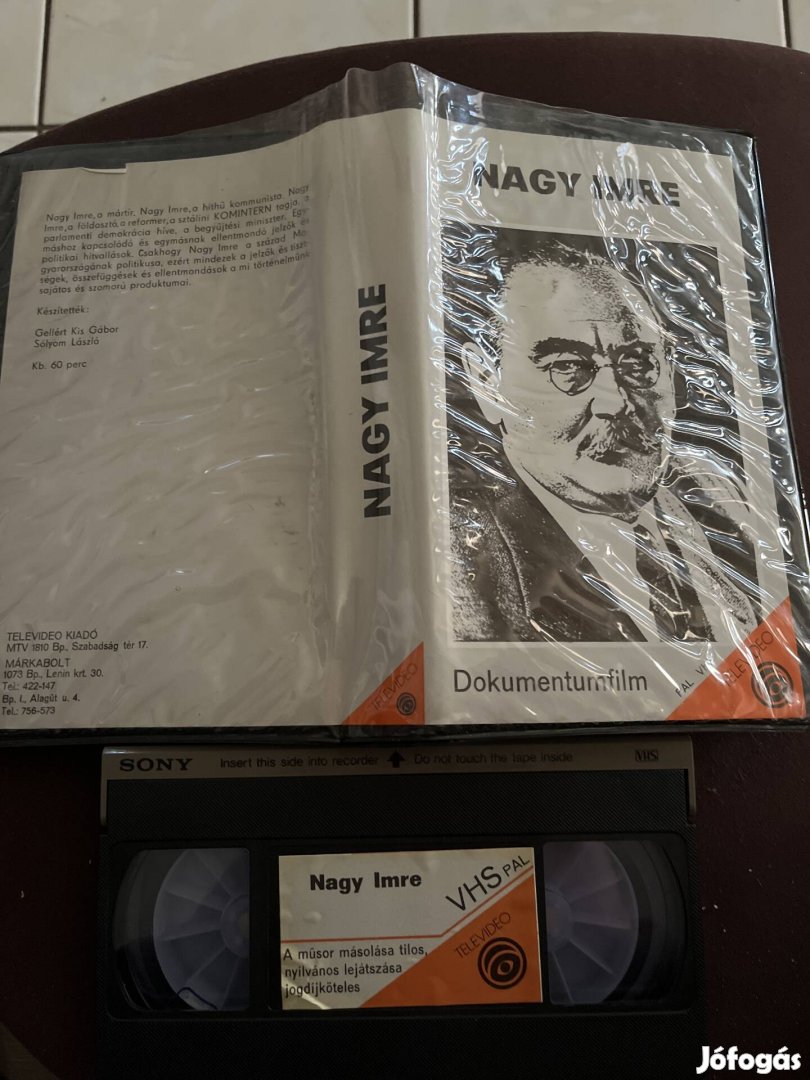 Nagy Imre, a mártír. Nagy Imre, a hithű kommunista. Nagy
Imre, a földosztó, a reformer, a sztálini KOMINTERN tagja, a
parlamenti demokrácia híve, a begyűjtési miniszter. Egy-
máshoz kapcsolódó és egymásnak ellentmondó jelzők és
politikai hitvallások. Csakhogy Nagy Imre a század Ma-
gyarországának politikusa, ezért mindezek a jelzők és tiszt-
ségek, összefüggések és ellentmondások a mi történelmünk
sajátos és szomorú produktumai.
Készítették:
Gellért Kis Gábor
Sólyom László
Kb. 60 perc
TELEVIDEO KIADÓ
MTV 1810 Bp., Szabadság tér 17.
MÁRKABOLT
1073 Bp., Lenin krt. 30.
Tel.: 422-147
Bp. I., Alagút u. 4.
Tel.: 756-573
TELEVIDEO
NAGY IMRE
NAGY IMRE
Dokumentumfilm
PAL
TELEVIDEO
SONY
Insert this side into recorder
Do not touch the tape inside
VHS
Nagy Imre
VHS PAL
A műsor másolása tilos,
nyilvános lejátszása
jogdíjköteles
TELEVIDEO
Jófogás